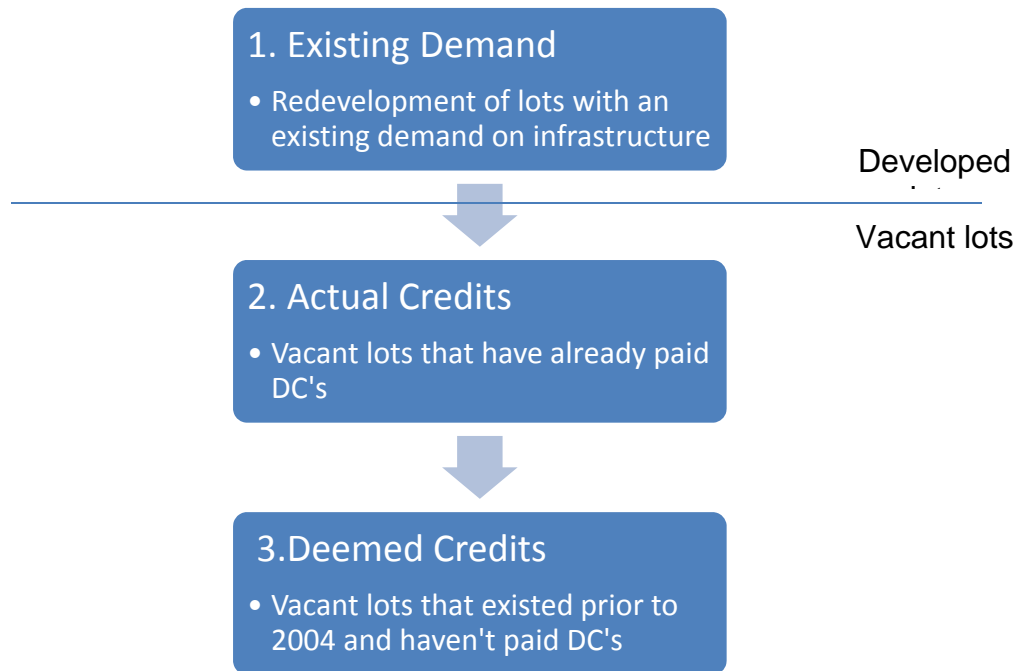 1. Existing Demand
• Redevelopment of lots with an
existing demand on infrastructure
Developed
Vacant lots
2. Actual Credits
• Vacant lots that have already paid
DC's
3.Deemed Credits
• Vacant lots that existed prior to
2004 and haven't paid DC's